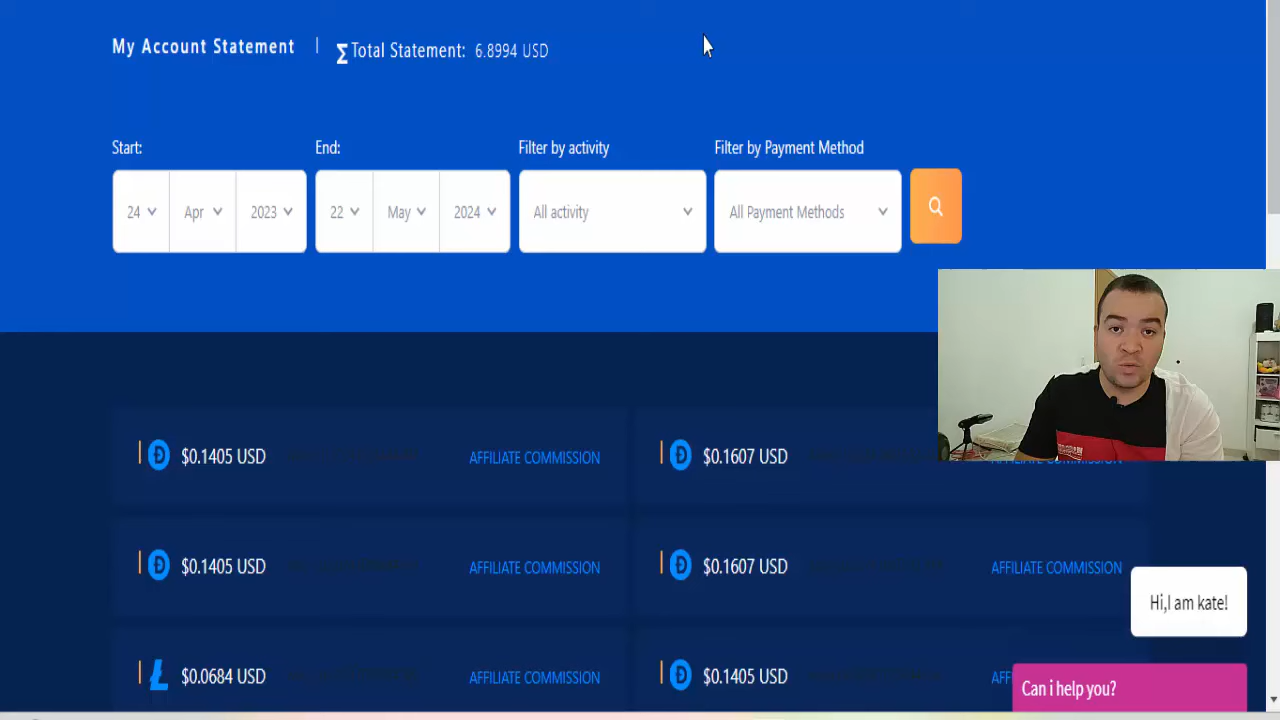 My Account Statement | ∑Total Statement: 6.8994 USD
Start: End: Filter by activity Filter by Payment Method
24 Apr 2023 22 May 2024 All activity All Payment Methods
$0.1405 USD AFFILIATE COMMISSION $0.1607 USD AFFILIATE COMMISSION
$0.1405 USD AFFILIATE COMMISSION $0.1607 USD AFFILIATE COMMISSION
Hi,I am kate!
$0.0684 USD AFFILIATE COMMISSION $0.1405 USD AFF
Can i help you?